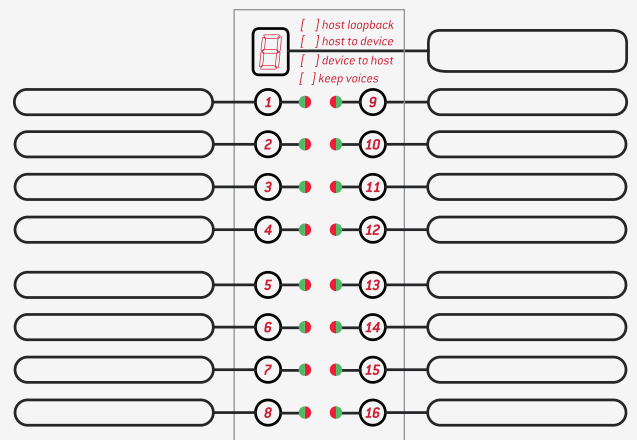 [ ] host loopback
[ ] host to device
[ ] device to host
[ ] keep voices
8
1 9
2 10
3 11
4 12
5 13
6 14
7 15
8 16